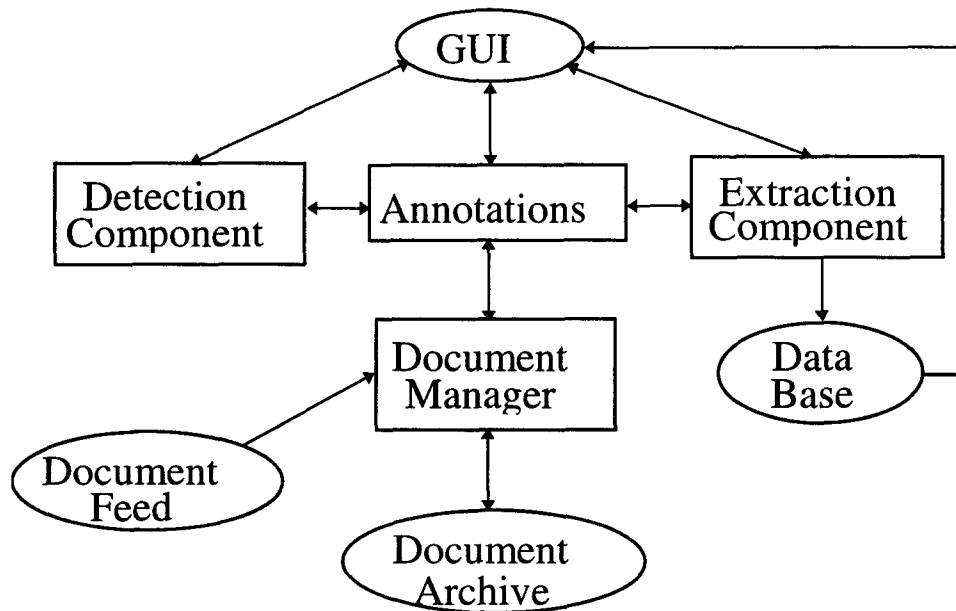 GUI
Detection
Component
Annotations
Extraction
Component
Document
Manager
Data
Base
Document
Feed
Document
Archive